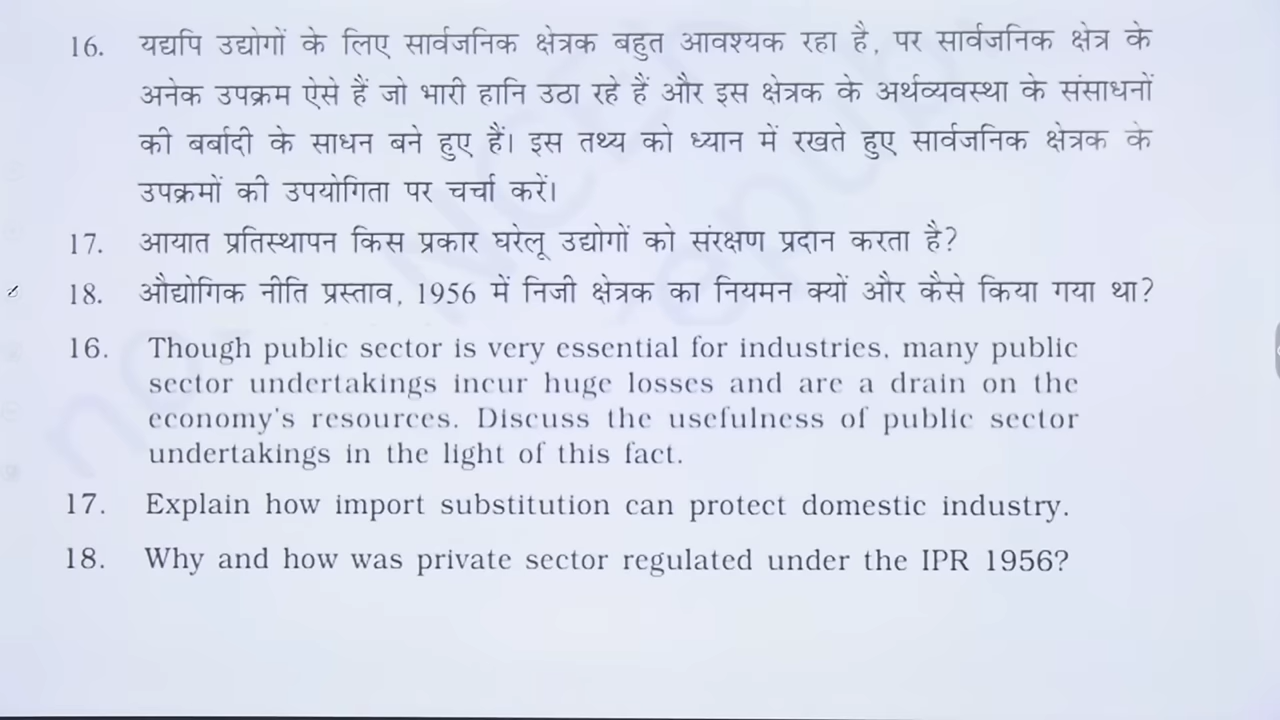 16. यद्यपि उद्योगों के लिए सार्वजनिक क्षेत्रक बहुत आवश्यक रहा है, पर सार्वजनिक क्षेत्र के
अनेक उपक्रम ऐसे हैं जो भारी हानि उठा रहे हैं और इस क्षेत्रक के अर्थव्यवस्था के संसाधनों
की बर्बादी के साधन बने हुए हैं। इस तथ्य को ध्यान में रखते हुए सार्वजनिक क्षेत्रक के
उपक्रमों की उपयोगिता पर चर्चा करें।
17. आयात प्रतिस्थापन किस प्रकार घरेलू उद्योगों को संरक्षण प्रदान करता है?
18. औद्योगिक नीति प्रस्ताव, 1956 में निजी क्षेत्रक का नियमन क्यों और कैसे किया गया था?
16. Though public sector is very essential for industries, many public
sector undertakings incur huge losses and are a drain on the
economy's resources. Discuss the usefulness of public sector
undertakings in the light of this fact.
17. Explain how import substitution can protect domestic industry.
18. Why and how was private sector regulated under the IPR 1956?